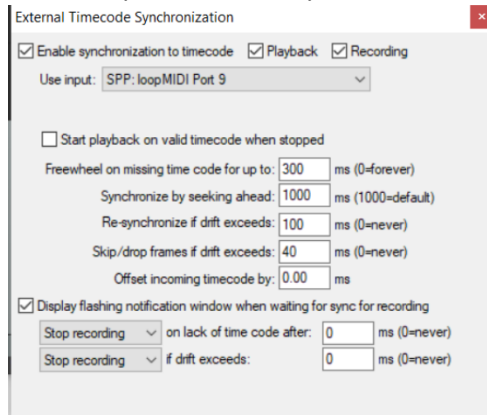 External Timecode Synchronization
Enable synchronization to timecode Playback Recording
Use input: SPP: loopMIDI Port 9
Start playback on valid timecode when stopped
Freewheel on missing time code for up to: 300 ms (0=forever)
Synchronize by seeking ahead: 1000 ms (1000=default)
Re-synchronize if drift exceeds: 100 ms (0=never)
Skip/drop frames if drift exceeds: 40 ms (0=never)
Offset incoming timecode by: 0.00 ms
Display flashing notification window when waiting for sync for recording
Stop recording on lack of time code after: 0 ms (0=never)
Stop recording if drift exceeds: 0 ms (0=never)